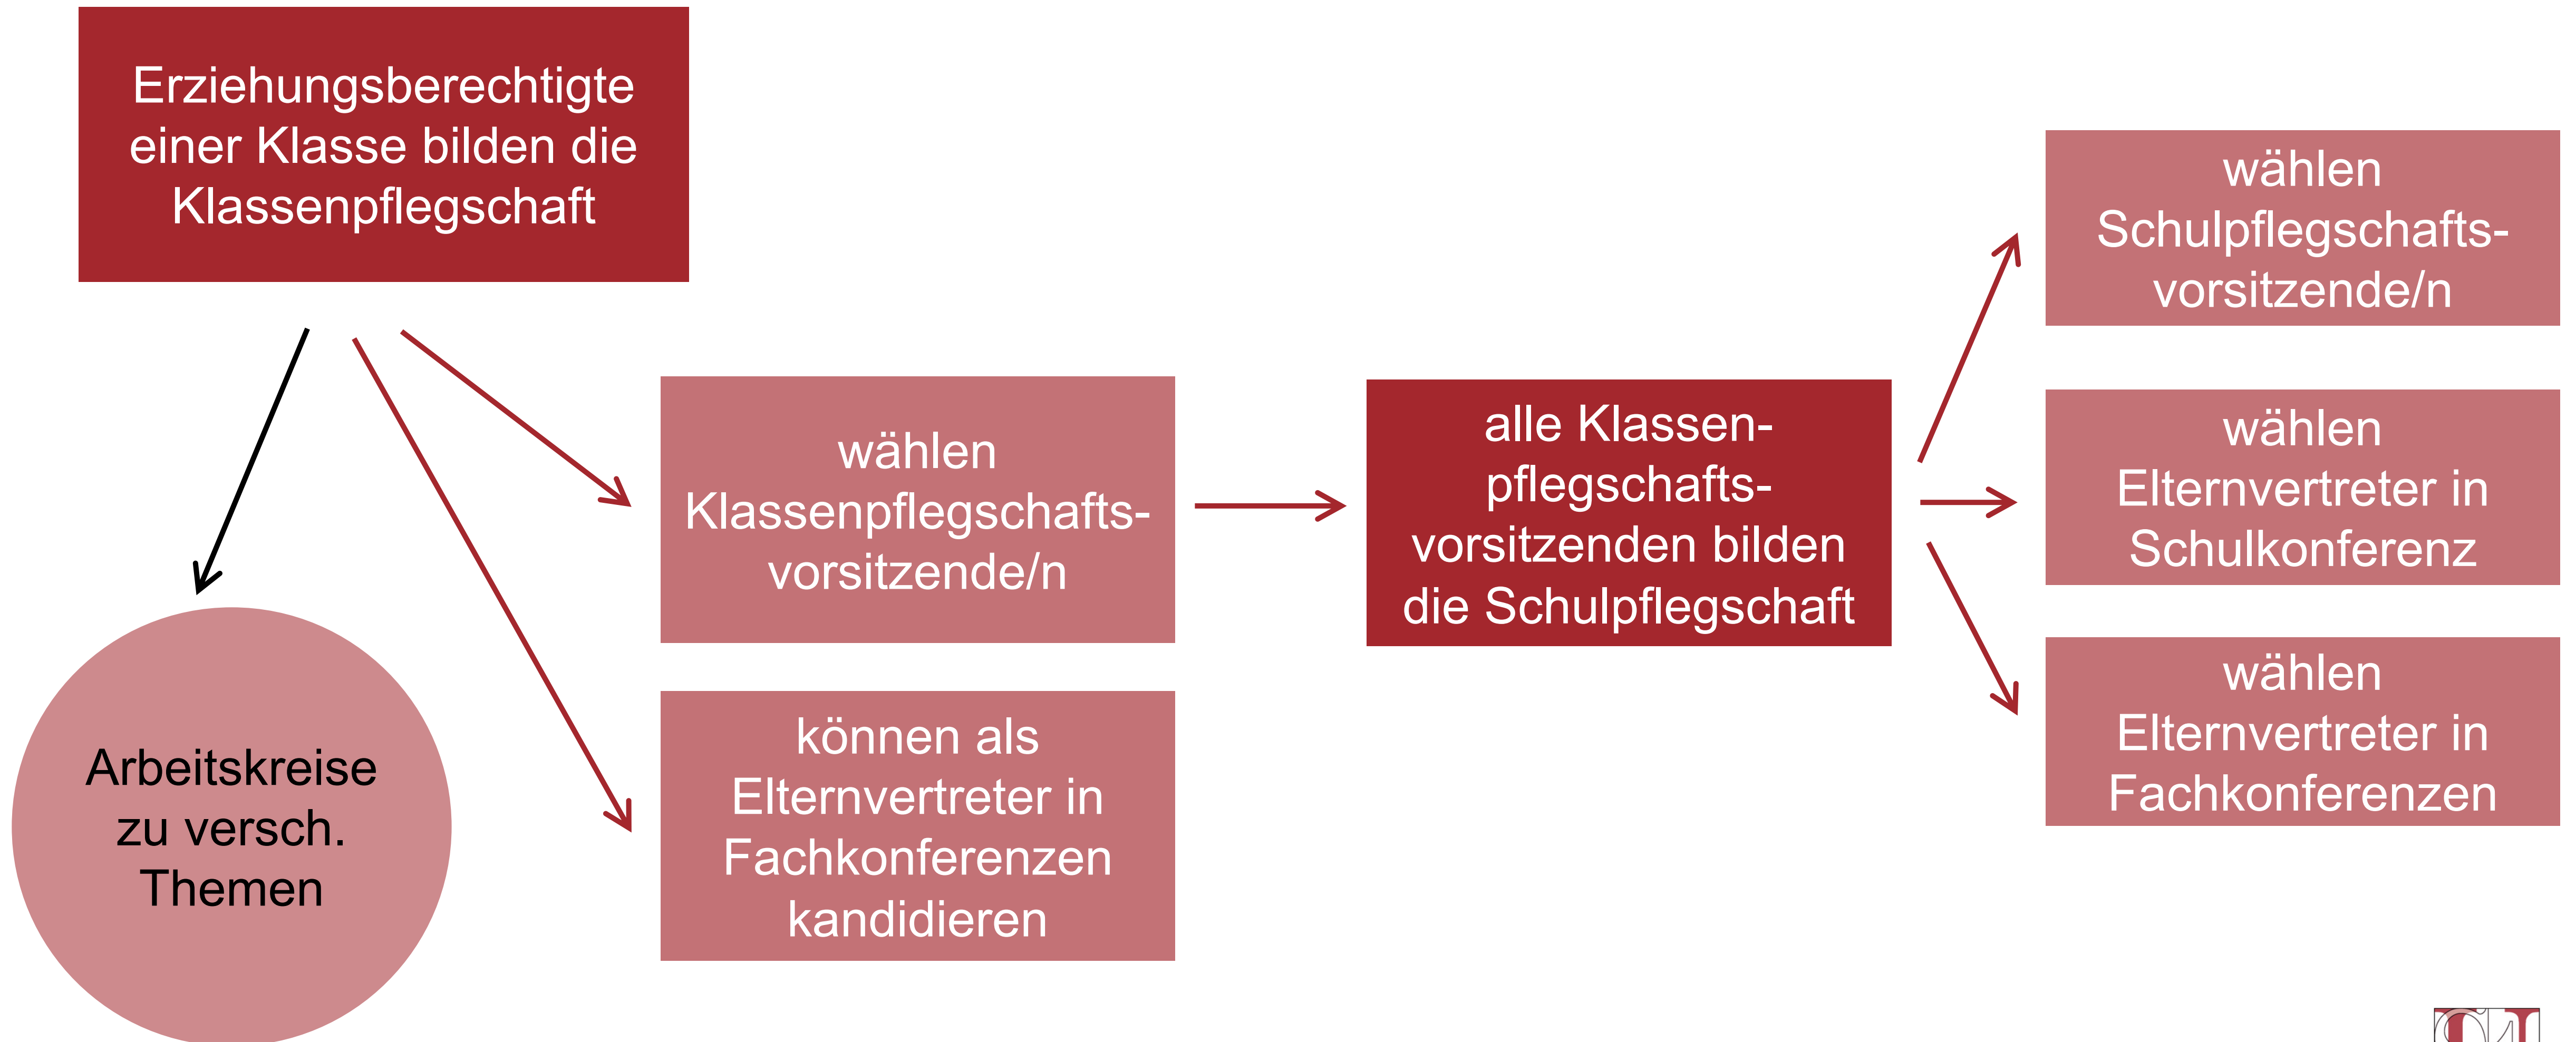 Erziehungsberechtigte
einer Klasse bilden die
Klassenpflegschaft
wählen
Klassenpflegschafts-
vorsitzende/n
können als
Elternvertreter in
Fachkonferenzen
kandidieren
Arbeitskreise
zu versch.
Themen
alle Klassen-
pflegschafts-
vorsitzenden bilden
die Schulpflegschaft
wählen
Schulpflegschafts-
vorsitzende/n
wählen
Elternvertreter in
Schulkonferenz
wählen
Elternvertreter in
Fachkonferenzen